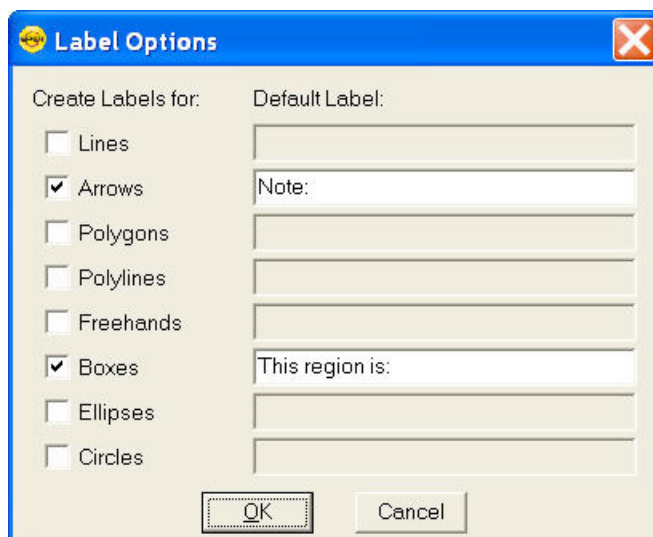 Label Options
Create Labels for: Default Label:
Lines
Arrows Note:
Polygons
Polylines
Freehands
Boxes This region is:
Ellipses
Circles
OK Cancel